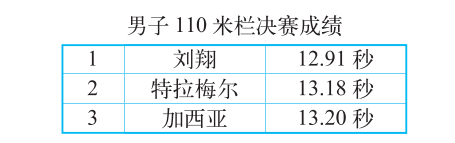 男子 110 米栏决赛成绩
1 刘翔 12.91 秒
2 特拉梅尔 13.18 秒
3 加西亚 13.20 秒